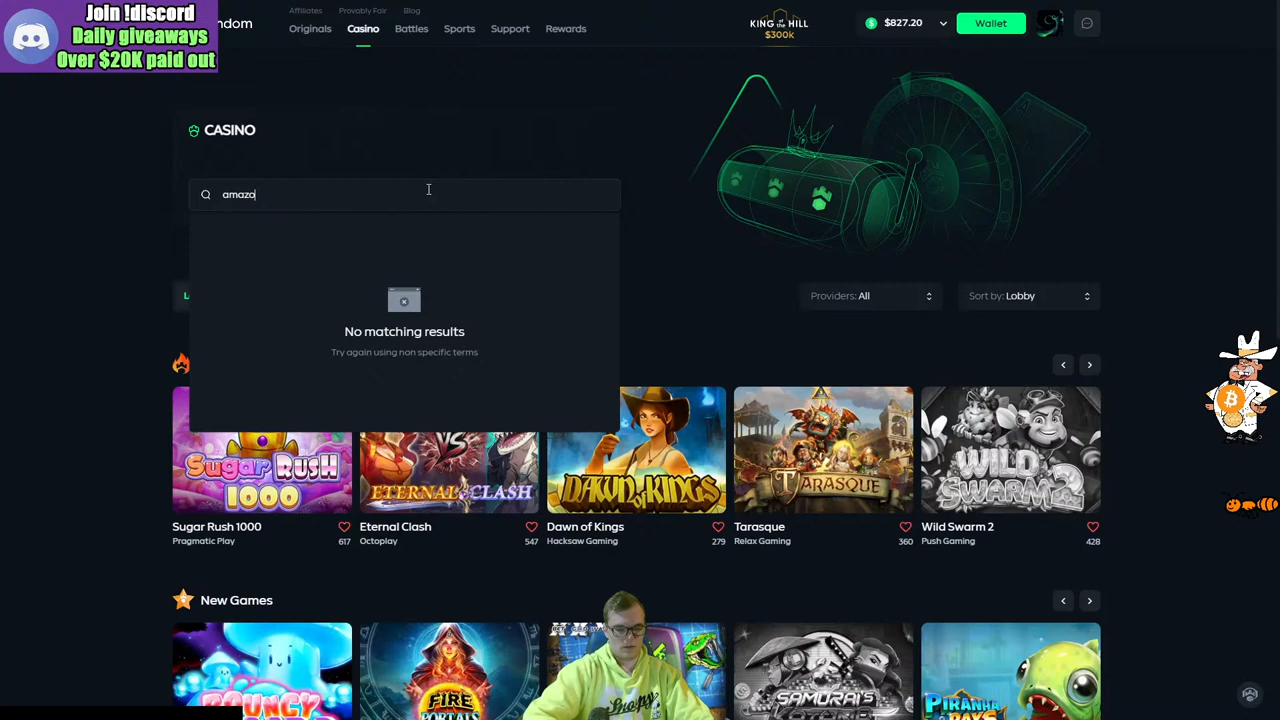 Join !discord
Daily giveaways
Over $20K paid out
ndom
Affiliates Provably Fair Blog
Originals Casino Battles Sports Support Rewards
KING OF THE HILL
$300k
$827.20
Wallet
CASINO
amazo
No matching results
Try again using non specific terms
Providers: All
Sort by: Lobby
SUGAR RUSH
1000
VS
ETERNAL CLASH
DAWN OF KINGS
TARASQUE
WILD
SWARM 2
Sugar Rush 1000
Pragmatic Play 617
Eternal Clash
Octoplay 547
Dawn of Kings
Hacksaw Gaming 279
Tarasque
Relax Gaming 360
Wild Swarm 2
Push Gaming 428
New Games
BOUNCY
FIRE
PORTALS
SAMURAI'S
PIRANHA
DAYS